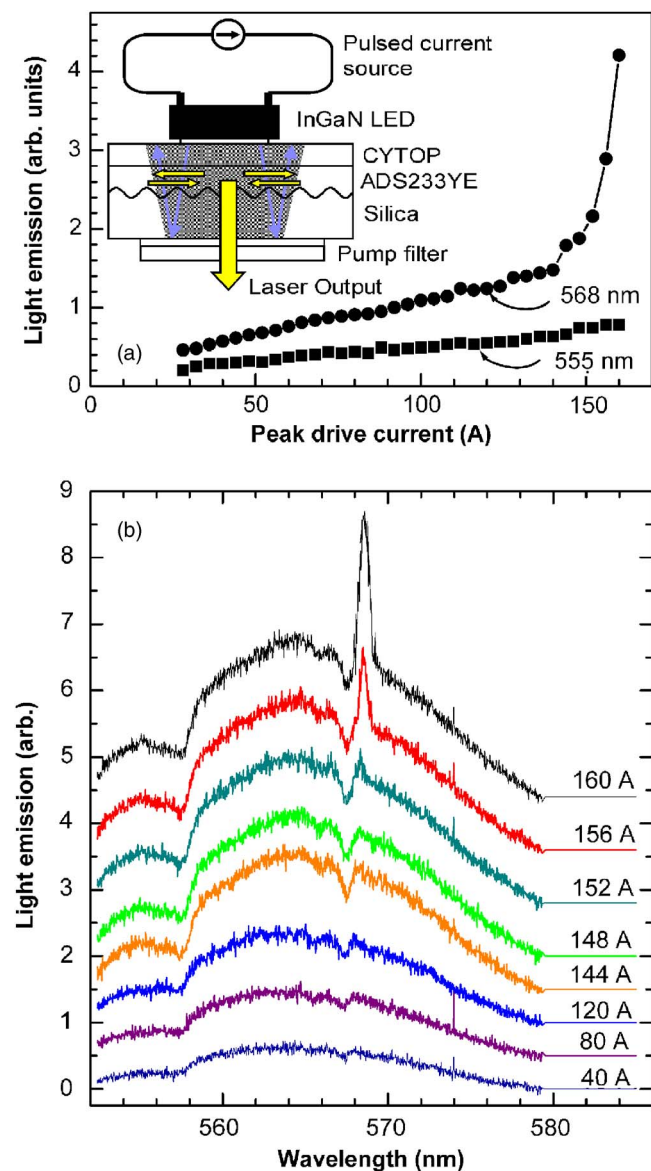 Light emission (arb. units)
4
3
2
1
0
Pulsed current
source
InGaN LED
CYTOP
ADS233YE
Silica
Pump filter
Laser Output
568 nm
(a)
555 nm
0
50
100
150
Peak drive current (A)
Light emission (arb.)
9
8
7
6
5
4
3
2
1
0
(b)
160 A
156 A
152 A
148 A
144 A
120 A
80 A
40 A
560
570
580
Wavelength (nm)